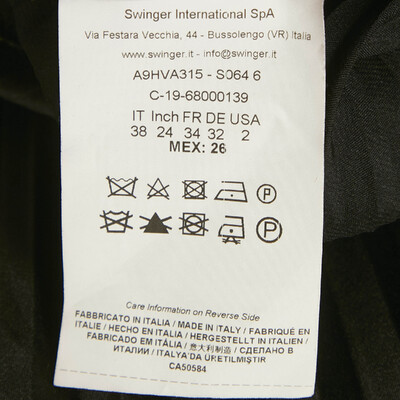 Swinger International SpA
Via Festara Vecchia, 44 - Bussolengo (VR) Italia
www.swinger.it - info@swinger.it
A9HVA315 - S064 6
C-19-68000139
IT Inch FR DE USA
38 24 34 32 2
MEX: 26
P
P
Care Information on Reverse Side
FABBRICATO IN ITALIA / MADE IN ITALY / FABRIQUÉ EN
ITALIE / HECHO EN ITALIA / HERGESTELLT IN ITALIEN /
FABRICADO EM ITÁLIA / 意大利制造 / СДЕЛАНО В
ИТАЛИИ / İTALYA'DA ÜRETİLMİŞTİR
CA50584